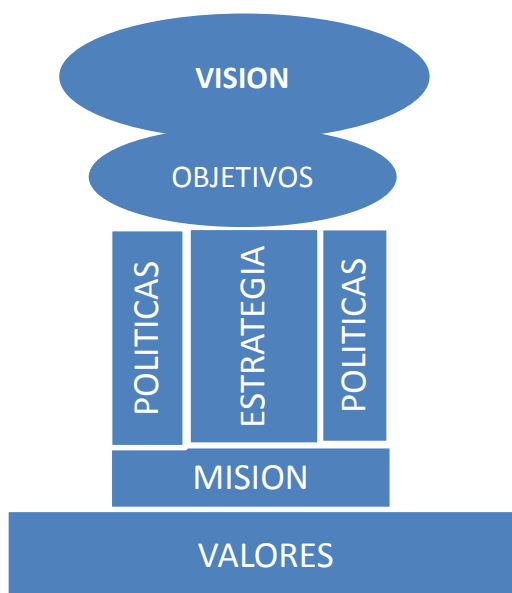 VISION
OBJETIVOS
POLITICAS
ESTRATEGIA
POLITICAS
MISION
VALORES